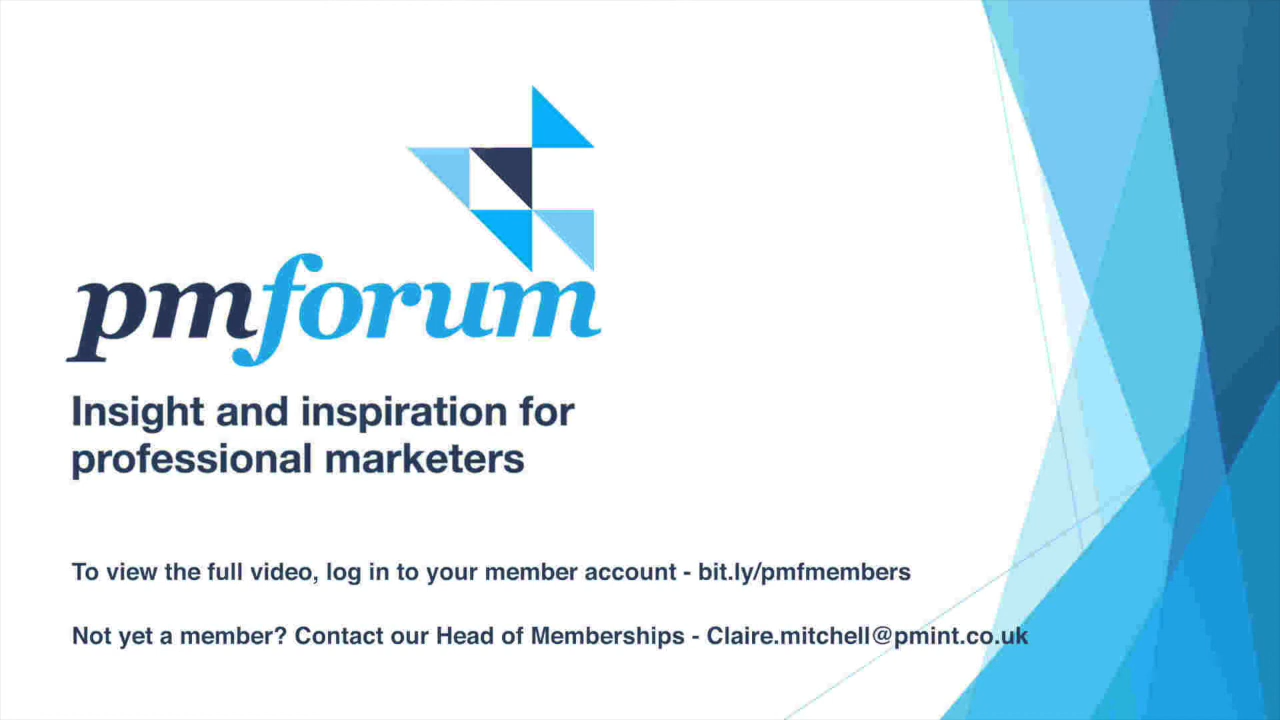 pmforum
Insight and inspiration for
professional marketers
To view the full video, log in to your member account - bit.ly/pmfmembers
Not yet a member? Contact our Head of Memberships - Claire.mitchell@pmint.co.uk